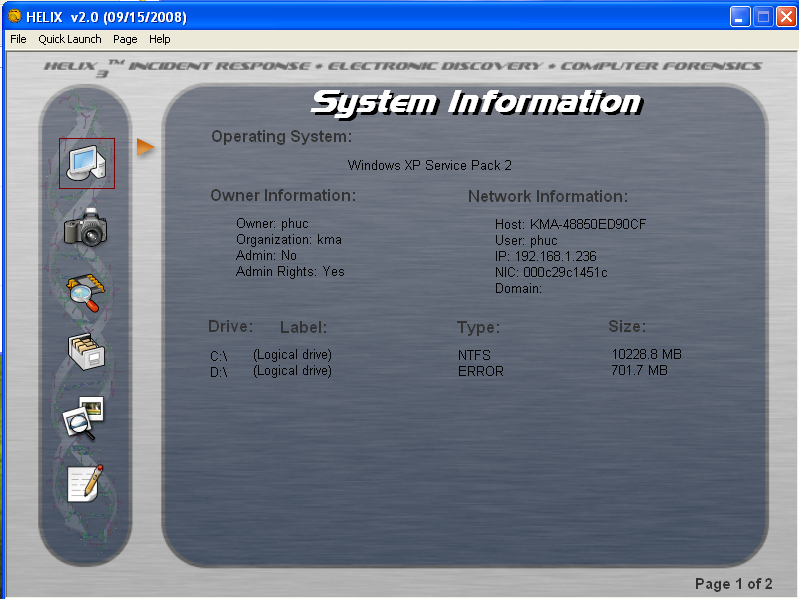 HELIX v2.0 (09/15/2008)
File Quick Launch Page Help
HELIX3™ INCIDENT RESPONSE • ELECTRONIC DISCOVERY • COMPUTER FORENSICS
System Information
Operating System:
Windows XP Service Pack 2
Owner Information:
Owner: phuc
Organization: kma
Admin: No
Admin Rights: Yes
Network Information:
Host: KMA-48850ED90CF
User: phuc
IP: 192.168.1.236
NIC: 000c29c1451c
Domain:
Drive: Label: Type: Size:
C:\ (Logical drive) NTFS 10228.8 MB
D:\ (Logical drive) ERROR 701.7 MB
Page 1 of 2